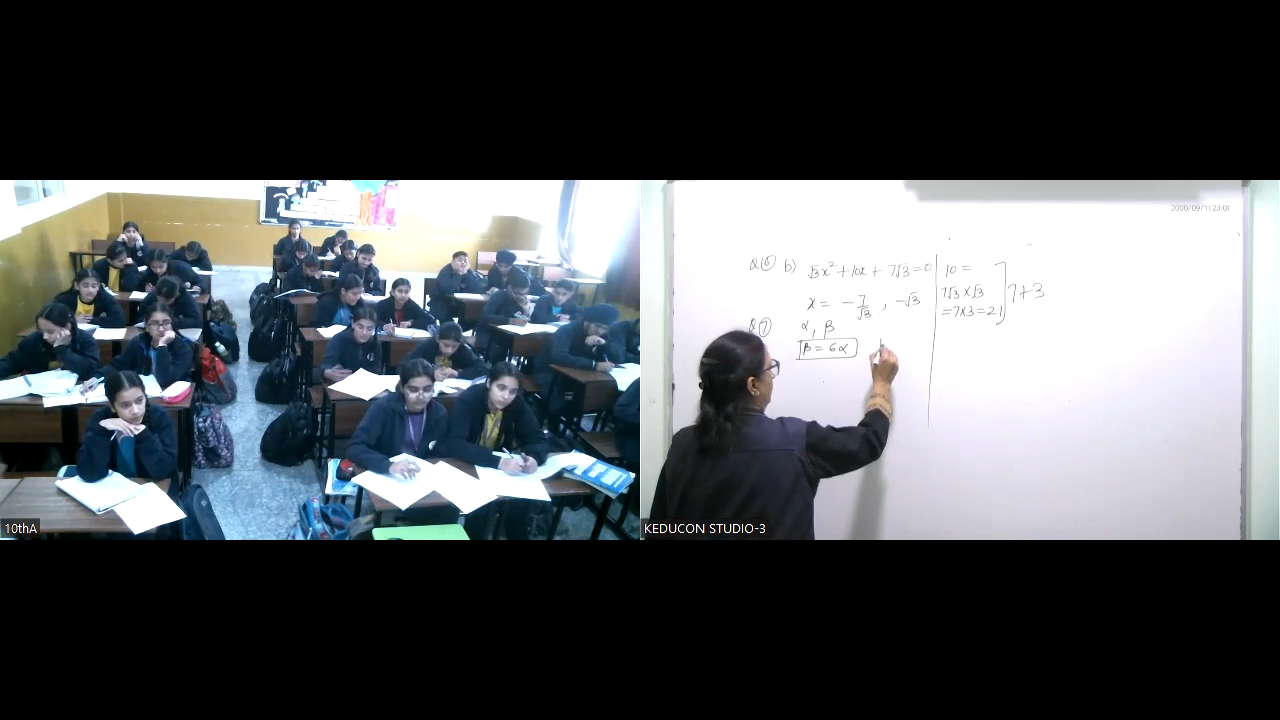 2000/09/11 23:01
Q⑥ b) √3x² + 10x + 7√3 = 0
x = -7/√3 , -√3
10 =
7√3 × √3
= 7×3 = 21
7+3
Q⑦ α, β
β = 6α
10thA
KEDUCON STUDIO-3